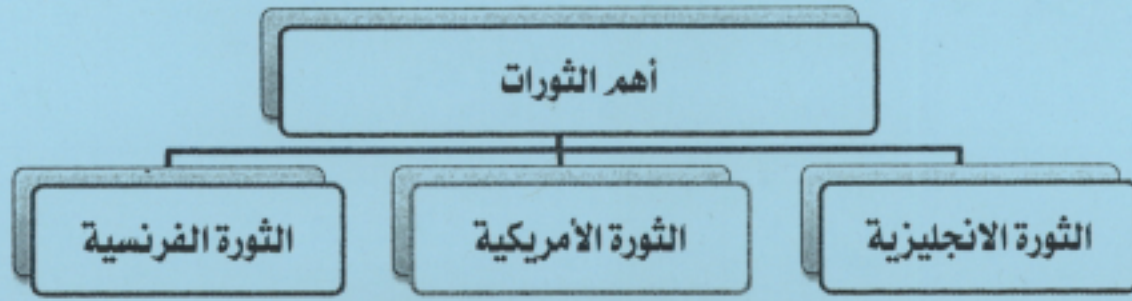 أهم الثورات
الثورة الانجليزية
الثورة الأمريكية
الثورة الفرنسية